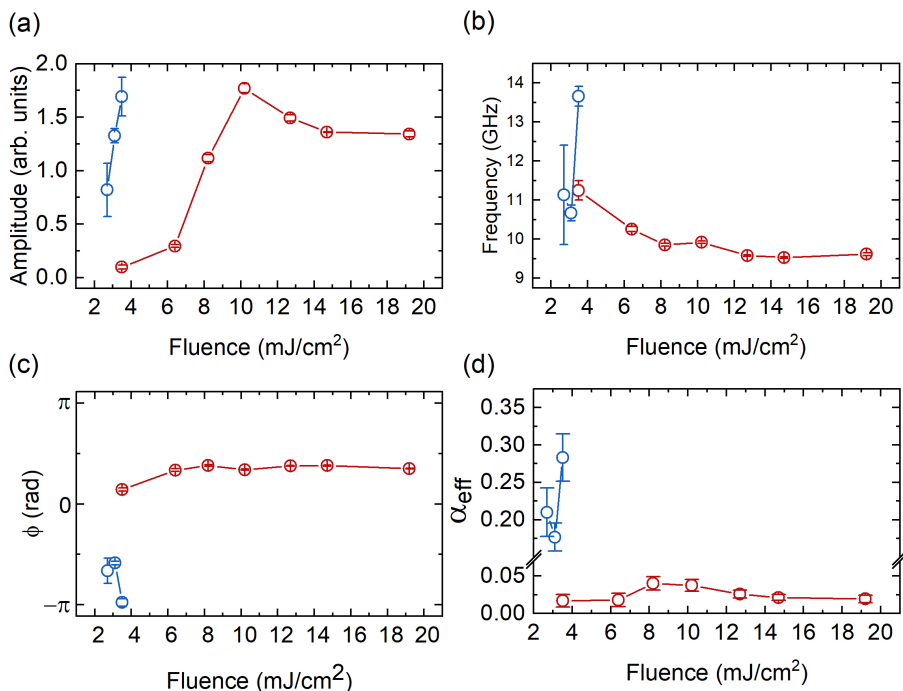 (a)
Amplitude (arb. units)
2.0
1.5
1.0
0.5
0.0
2 4 6 8 10 12 14 16 18 20
Fluence (mJ/cm²)
(b)
Frequency (GHz)
14
13
12
11
10
9
2 4 6 8 10 12 14 16 18 20
Fluence (mJ/cm²)
(c)
ϕ (rad)
π
0
−π
2 4 6 8 10 12 14 16 18 20
Fluence (mJ/cm²)
(d)
αeff
0.35
0.30
0.25
0.20
0.05
0.00
2 4 6 8 10 12 14 16 18 20
Fluence (mJ/cm²)